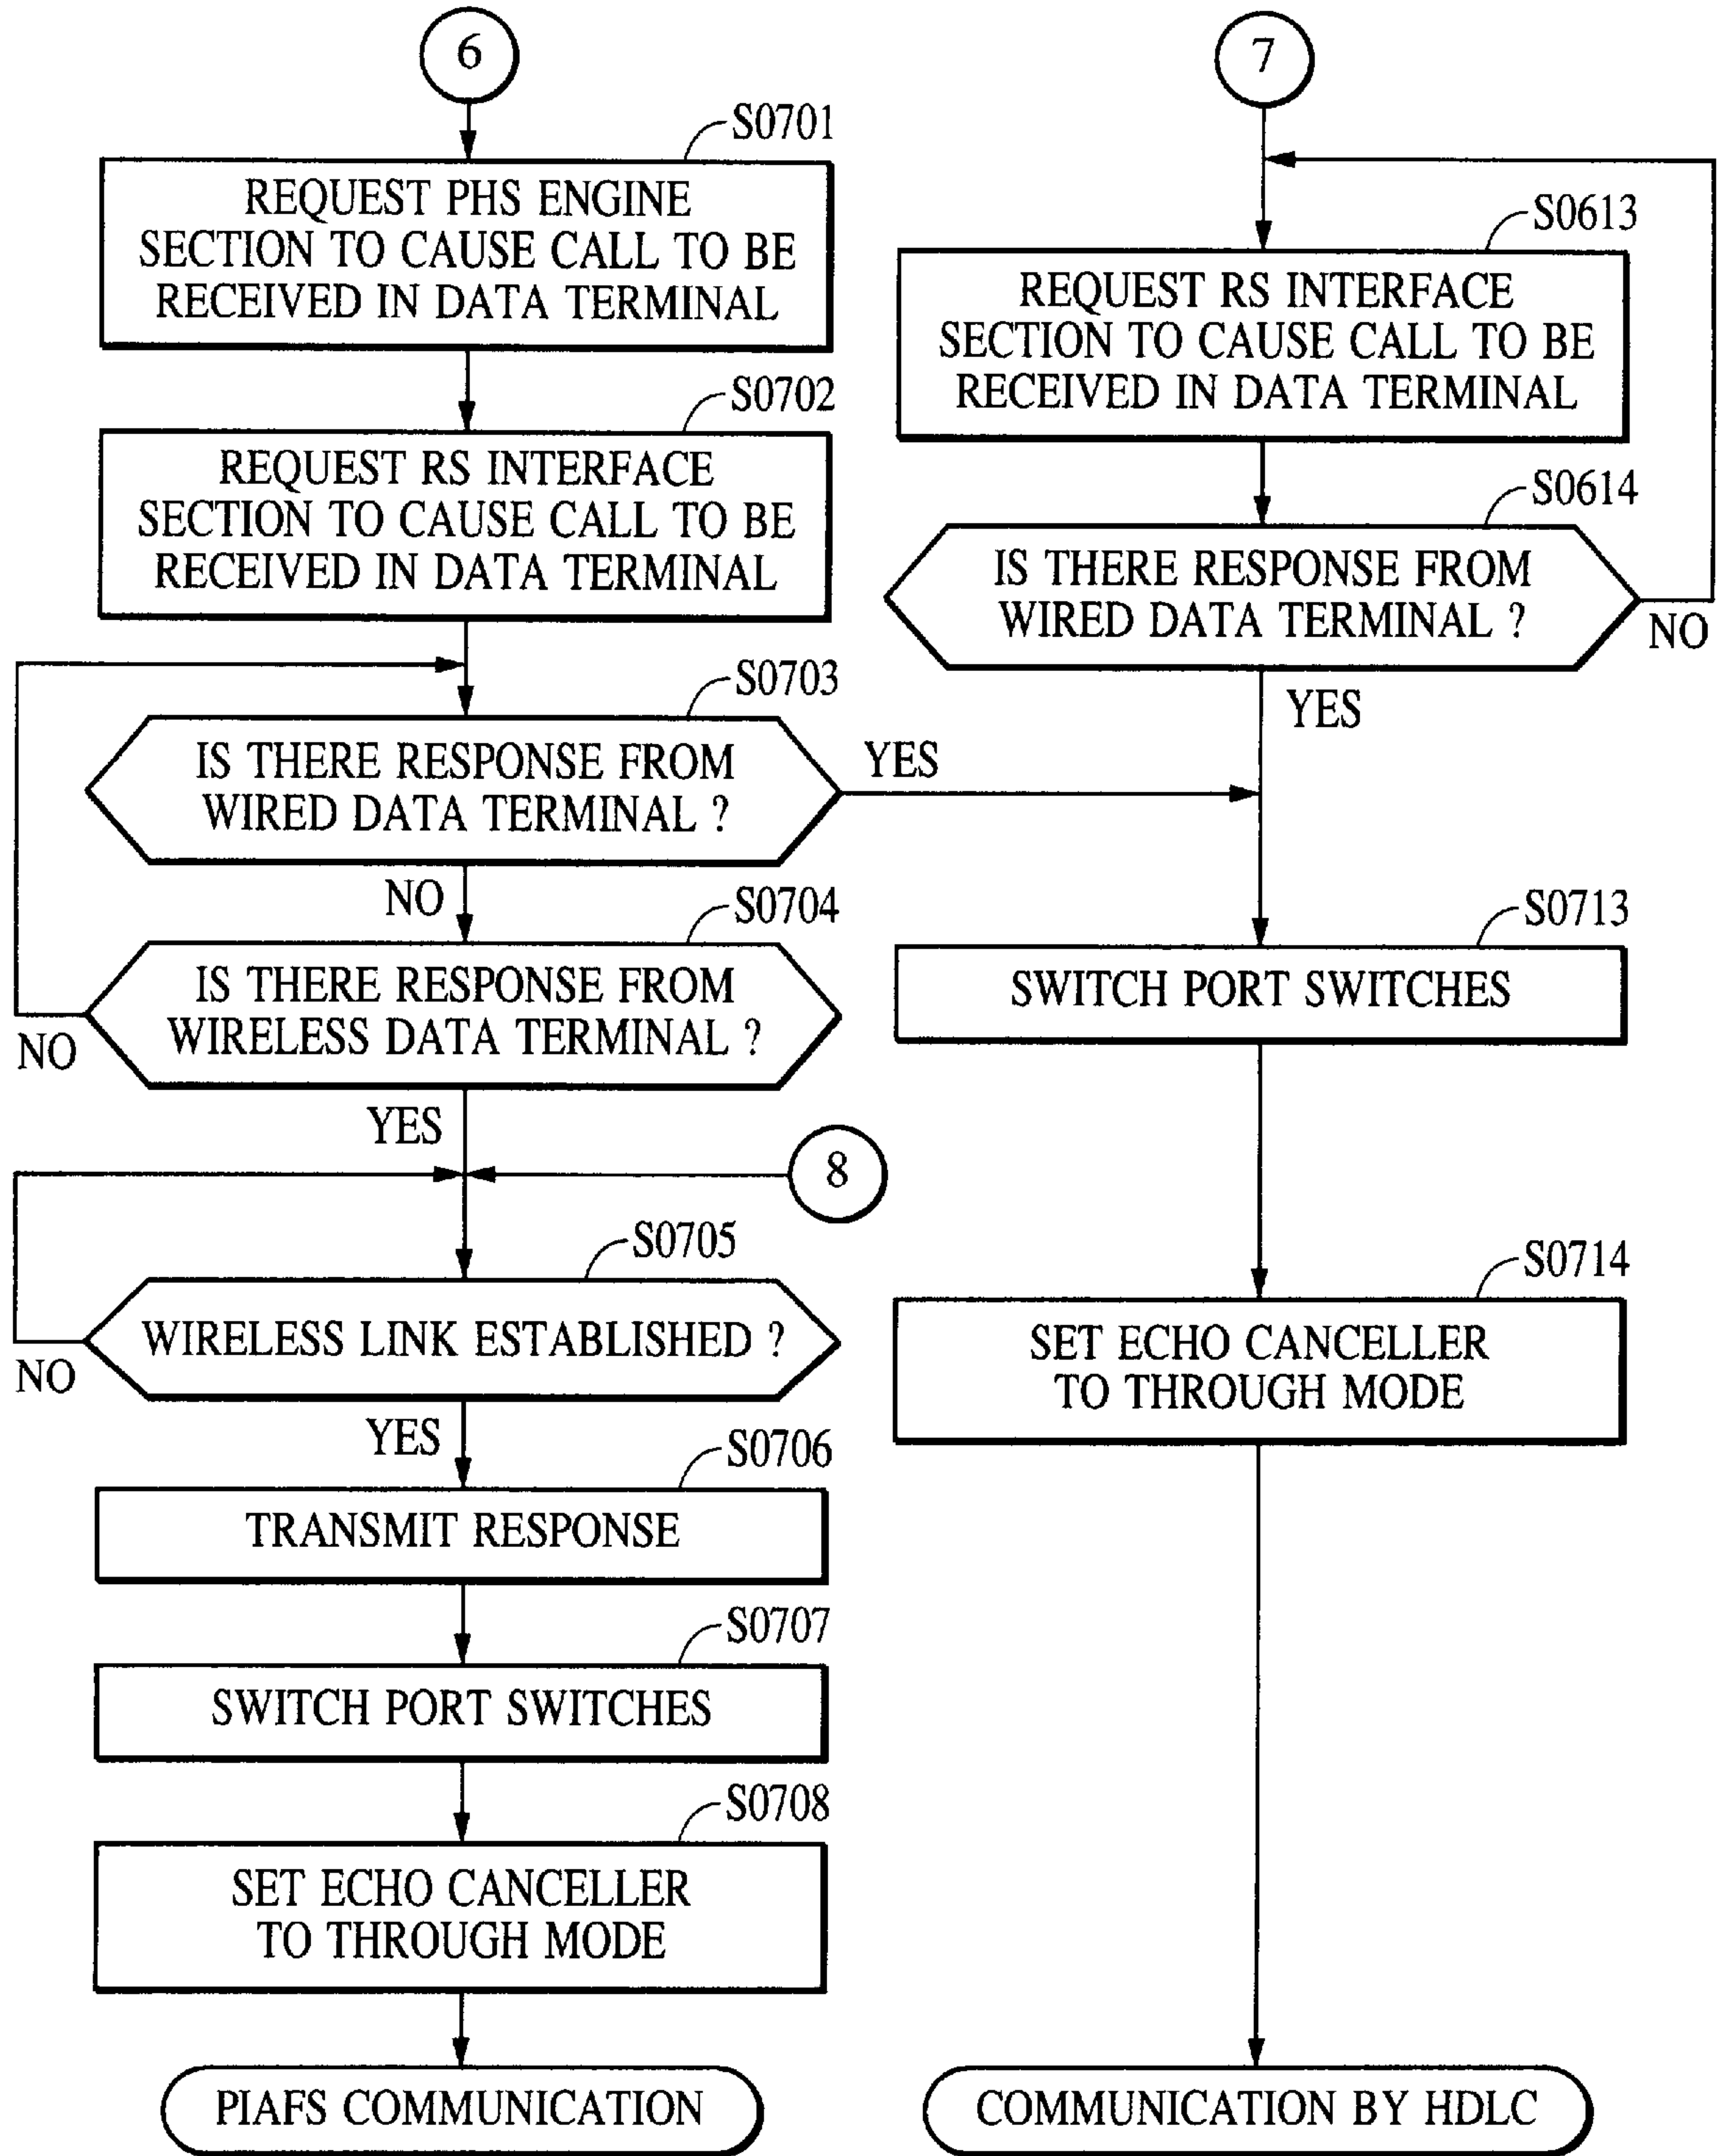 6
S0701
REQUEST PHS ENGINE
SECTION TO CAUSE CALL TO BE
RECEIVED IN DATA TERMINAL
S0702
REQUEST RS INTERFACE
SECTION TO CAUSE CALL TO BE
RECEIVED IN DATA TERMINAL
S0703
IS THERE RESPONSE FROM
WIRED DATA TERMINAL ?
YES
NO
S0704
IS THERE RESPONSE FROM
WIRELESS DATA TERMINAL ?
NO
YES
8
S0705
WIRELESS LINK ESTABLISHED ?
NO
YES
S0706
TRANSMIT RESPONSE
S0707
SWITCH PORT SWITCHES
S0708
SET ECHO CANCELLER
TO THROUGH MODE
PIAFS COMMUNICATION
7
S0613
REQUEST RS INTERFACE
SECTION TO CAUSE CALL TO BE
RECEIVED IN DATA TERMINAL
S0614
IS THERE RESPONSE FROM
WIRED DATA TERMINAL ?
NO
YES
S0713
SWITCH PORT SWITCHES
S0714
SET ECHO CANCELLER
TO THROUGH MODE
COMMUNICATION BY HDLC